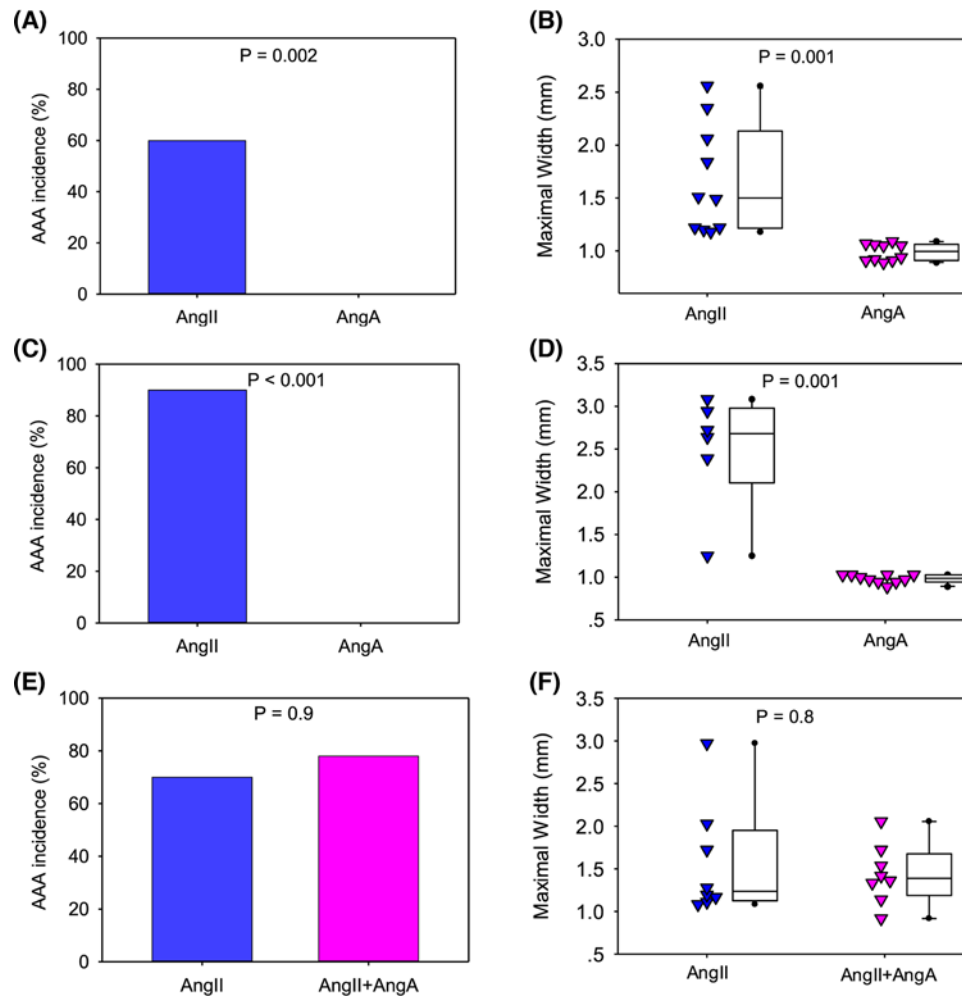 (A)
100
80
60
40
20
0
AAA incidence (%)
P = 0.002
AngII
AngA
(B)
3.0
2.5
2.0
1.5
1.0
Maximal Width (mm)
P = 0.001
AngII
AngA
(C)
100
80
60
40
20
0
AAA incidence (%)
P < 0.001
AngII
AngA
(D)
3.5
3.0
2.5
2.0
1.5
1.0
.5
Maximal Width (mm)
P = 0.001
AngII
AngA
(E)
100
80
60
40
20
0
AAA incidence (%)
P = 0.9
AngII
AngII+AngA
(F)
3.5
3.0
2.5
2.0
1.5
1.0
.5
Maximal Width (mm)
P = 0.8
AngII
AngII+AngA